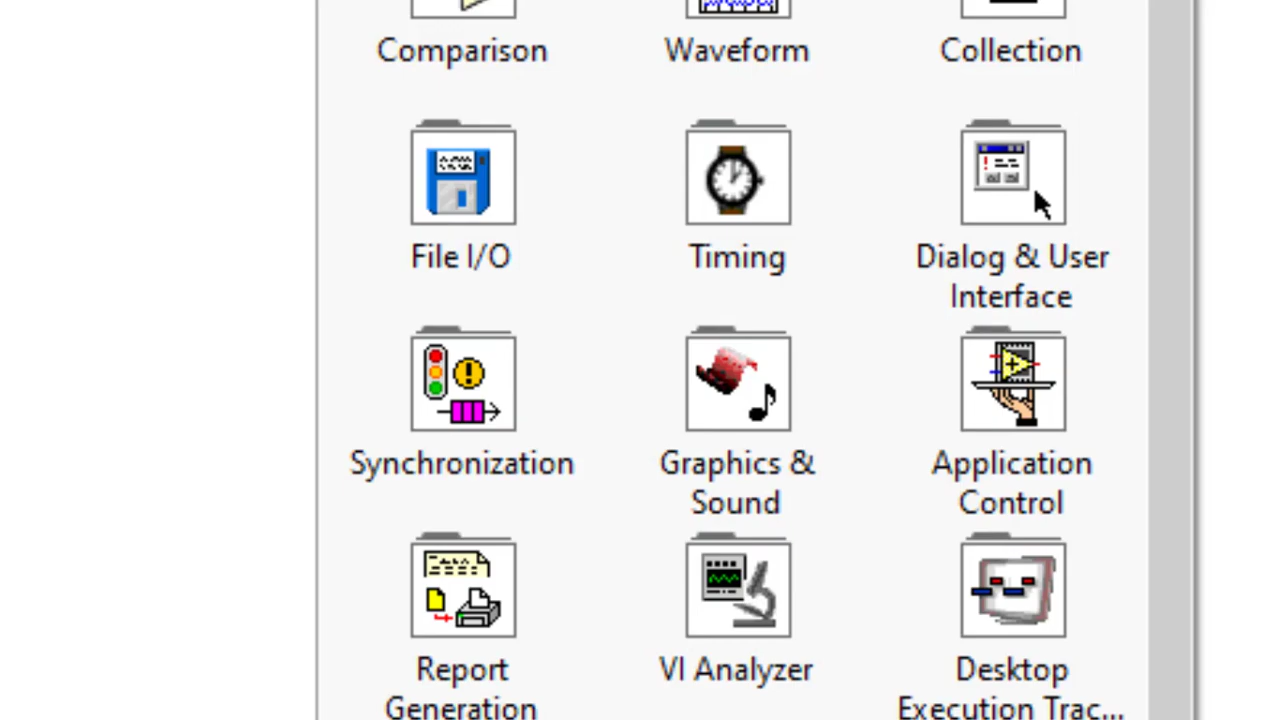 Comparison
Waveform
Collection
File I/O
Timing
Dialog & User
Interface
Synchronization
Graphics &
Sound
Application
Control
Report
Generation
VI Analyzer
Desktop
Execution Trac...